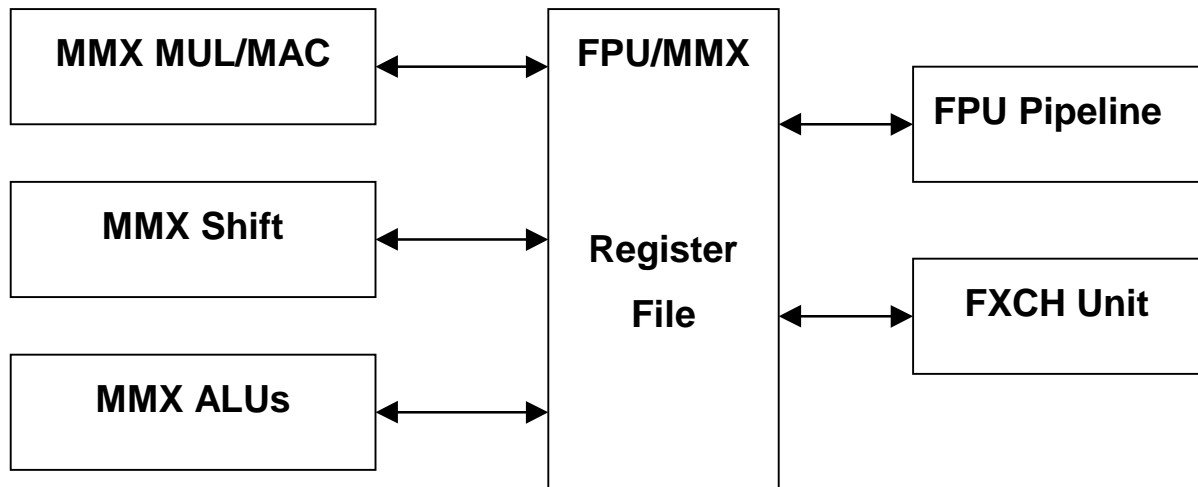 MMX MUL/MAC
MMX Shift
MMX ALUs
FPU/MMX
Register
File
FPU Pipeline
FXCH Unit